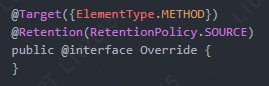 @Target({ElementType.METHOD})
@Retention(RetentionPolicy.SOURCE)
public @interface Override {
}